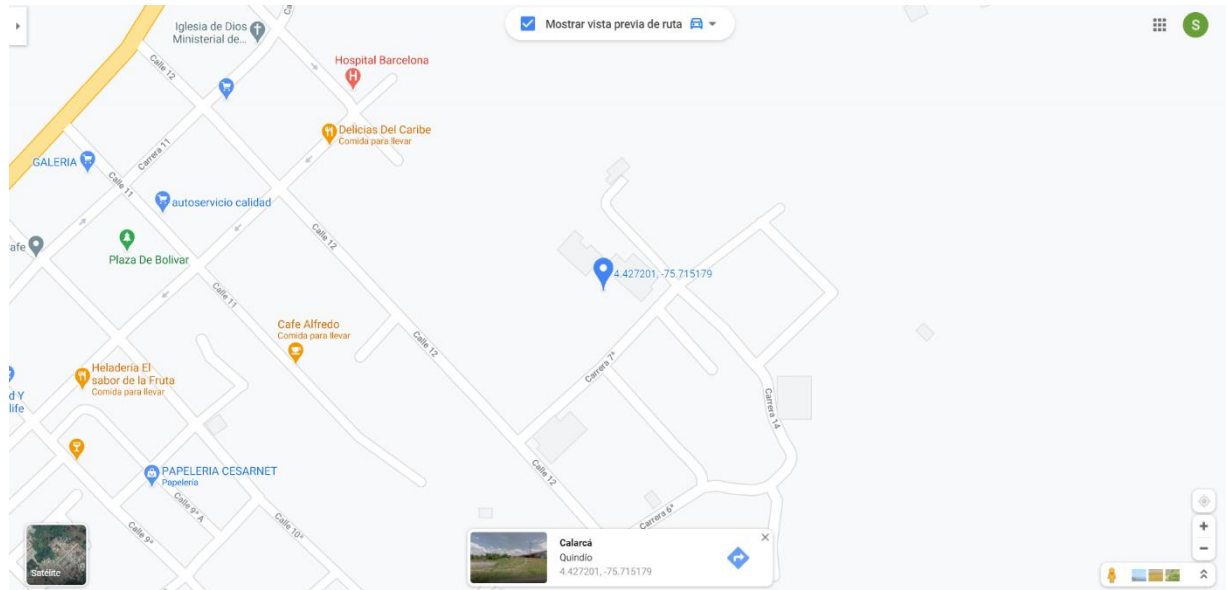 Mostrar vista previa de ruta
S
Iglesia de Dios
Ministerial de...
Calle 12
Hospital Barcelona
H
Delicias Del Caribe
Comida para llevar
Carrera 11
GALERIA
Calle 11
autoservicio calidad
Calle 12
afe
Plaza De Bolivar
4.427201, -75.715179
Calle 11
Cafe Alfredo
Comida para llevar
Calle 12
Heladería El
sabor de la Fruta
Comida para llevar
d Y
life
Carrera 7ª
Carrera 14
PAPELERIA CESARNET
Papelería
Calle 12
Calle 9ª A
Calle 9ª
Calle 10ª
Carrera 6ª
Satélite
Calarcá
Quindío
4.427201, -75.715179